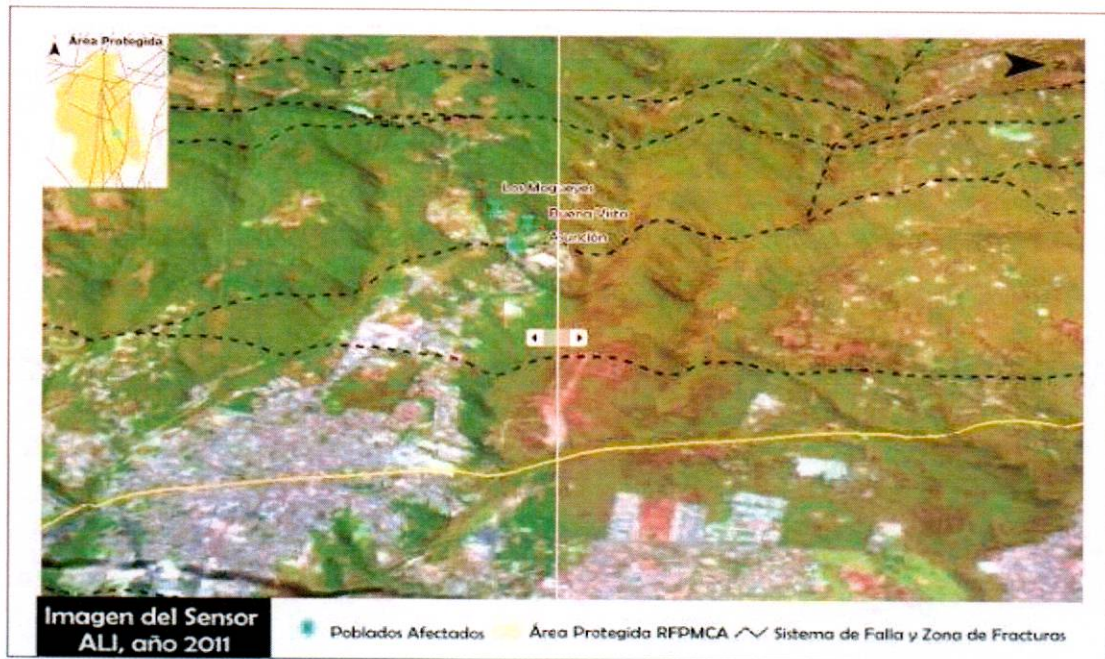 Área Protegida
Los Magueyes
Buena Vista
Asunción
Imagen del Sensor
ALI, año 2011
Poblados Afectados
Área Protegida RFPMCA
Sistema de Falla y Zona de Fracturas